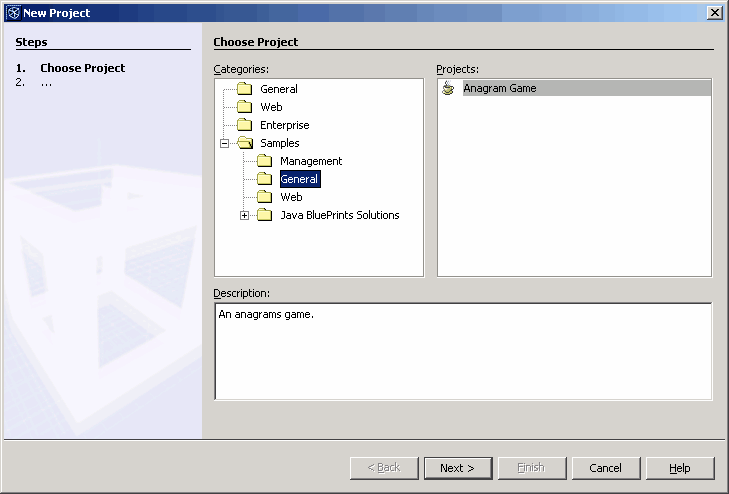 New Project
Steps
1. Choose Project
2. ...
Choose Project
Categories:
General
Web
Enterprise
Samples
Management
General
Web
Java BluePrints Solutions
Projects:
Anagram Game
Description:
An anagrams game.
< Back
Next >
Finish
Cancel
Help